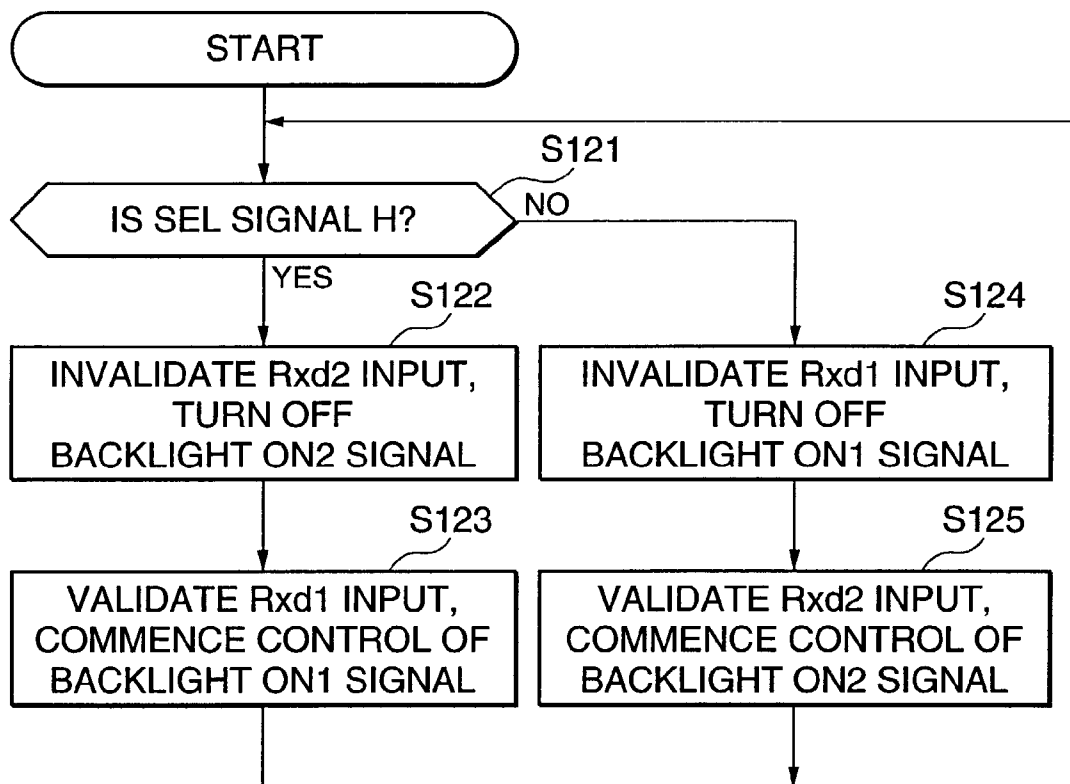 START
S121
IS SEL SIGNAL H?
NO
YES
S122
INVALIDATE Rxd2 INPUT,
TURN OFF
BACKLIGHT ON2 SIGNAL
S124
INVALIDATE Rxd1 INPUT,
TURN OFF
BACKLIGHT ON1 SIGNAL
S123
VALIDATE Rxd1 INPUT,
COMMENCE CONTROL OF
BACKLIGHT ON1 SIGNAL
S125
VALIDATE Rxd2 INPUT,
COMMENCE CONTROL OF
BACKLIGHT ON2 SIGNAL